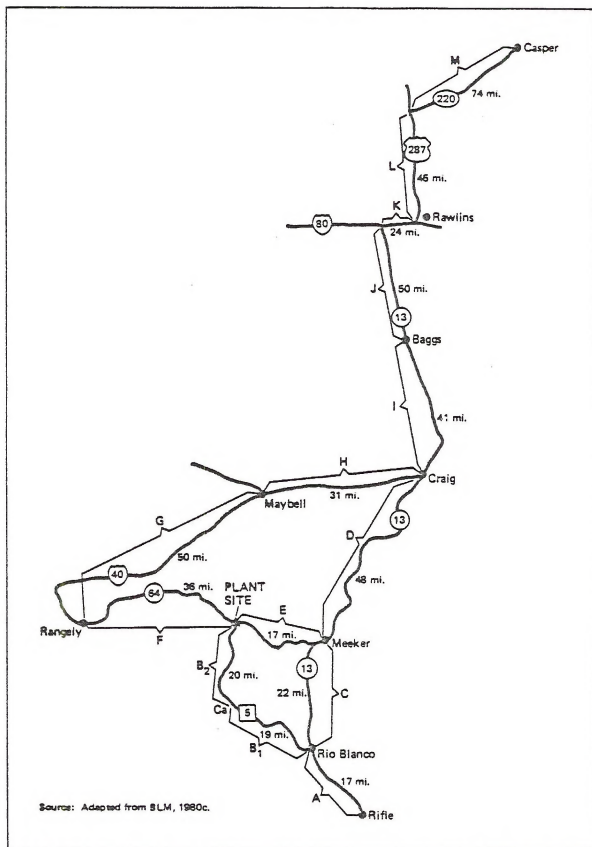 Casper
M
220
74 mi.
287
L
45 mi.
K
Rawlins
80
24 mi.
J
50 mi.
13
Baggs
I
41 mi.
H
Craig
31 mi.
Maybell
13
G
D
50 mi.
40
48 mi.
36 mi.
64
PLANT
SITE
E
Rangely
17 mi.
Meeker
F
B2
13
20 mi.
22 mi.
C
Ca
5
19 mi.
B1
Rio Blanco
17 mi.
A
Rifle
Source: Adapted from BLM, 1980c.